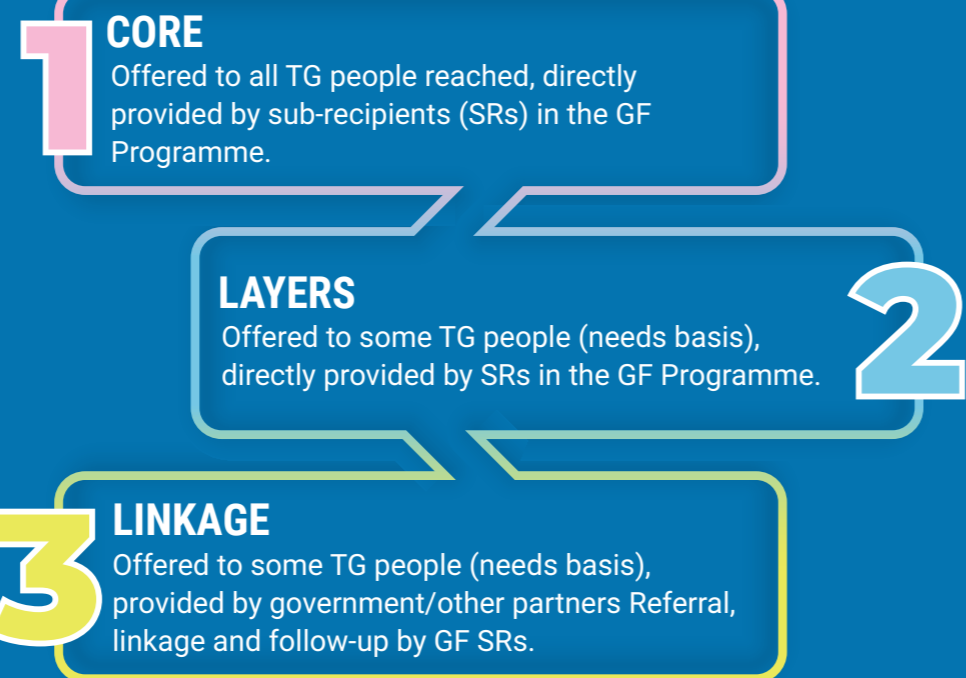 1
CORE
Offered to all TG people reached, directly
provided by sub-recipients (SRs) in the GF
Programme.
LAYERS
Offered to some TG people (needs basis),
directly provided by SRs in the GF Programme.
2
3
LINKAGE
Offered to some TG people (needs basis),
provided by government/other partners Referral,
linkage and follow-up by GF SRs.